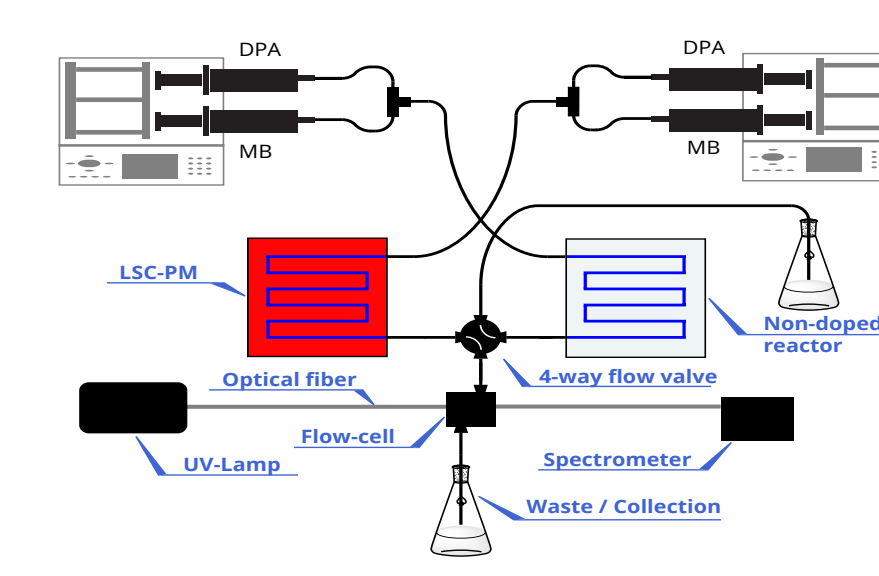 DPA
DPA
MB
MB
LSC-PM
Non-doped
reactor
Optical fiber
4-way flow valve
Flow-cell
UV-Lamp
Spectrometer
Waste / Collection